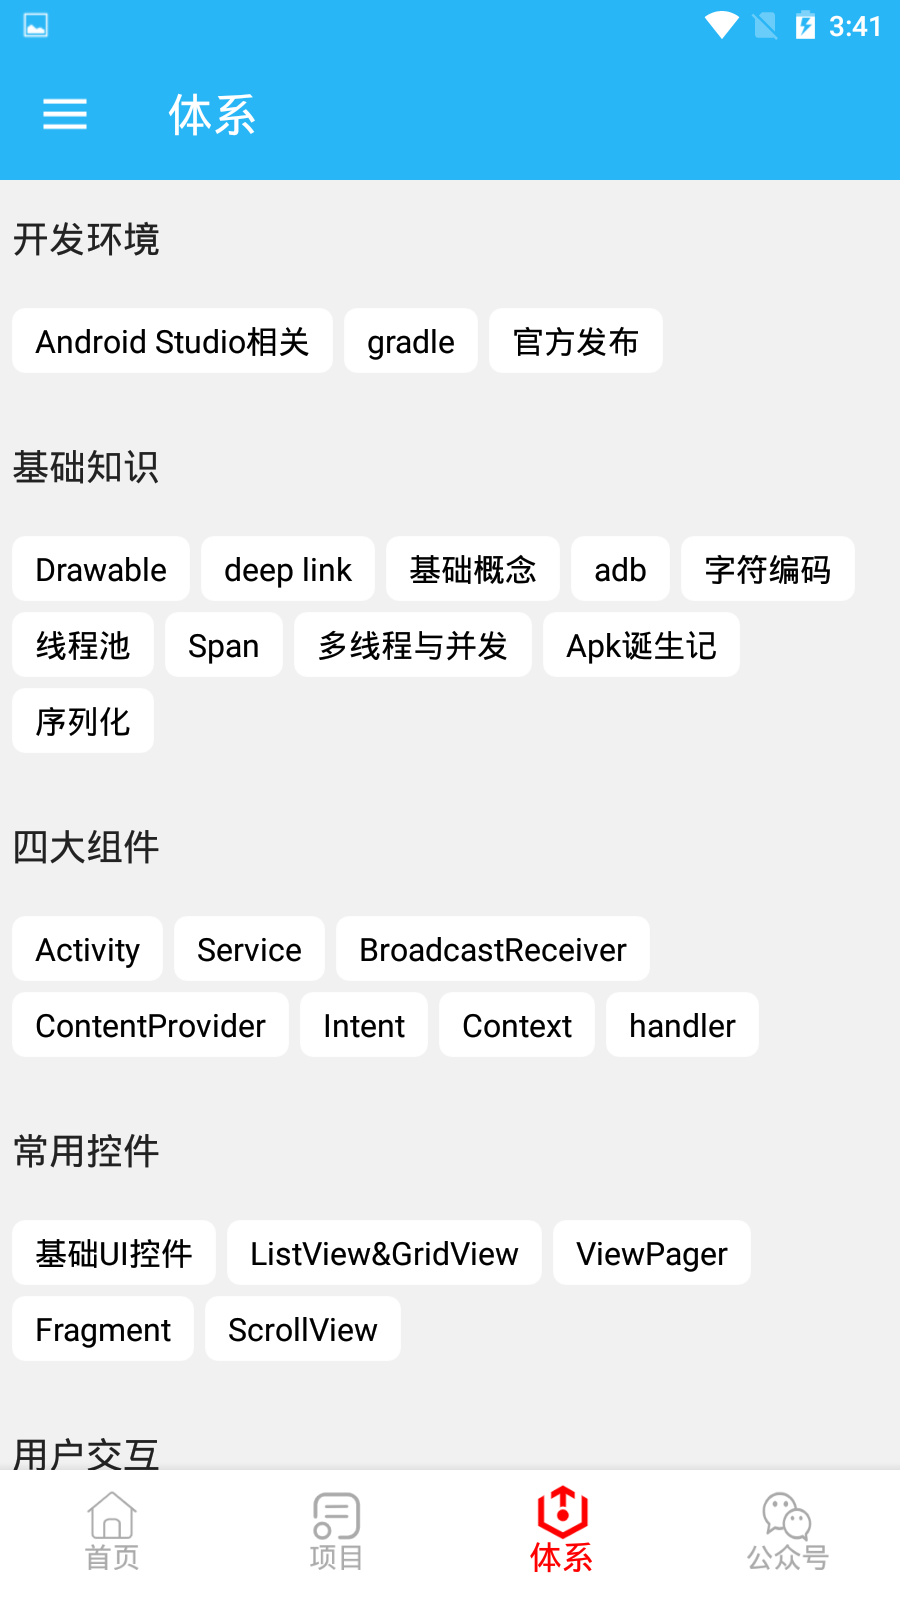 3:41
体系
开发环境
Android Studio相关 gradle 官方发布
基础知识
Drawable deep link 基础概念 adb 字符编码
线程池 Span 多线程与并发 Apk诞生记
序列化
四大组件
Activity Service BroadcastReceiver
ContentProvider Intent Context handler
常用控件
基础UI控件 ListView&GridView ViewPager
Fragment ScrollView
用户交互
首页 项目 体系 公众号